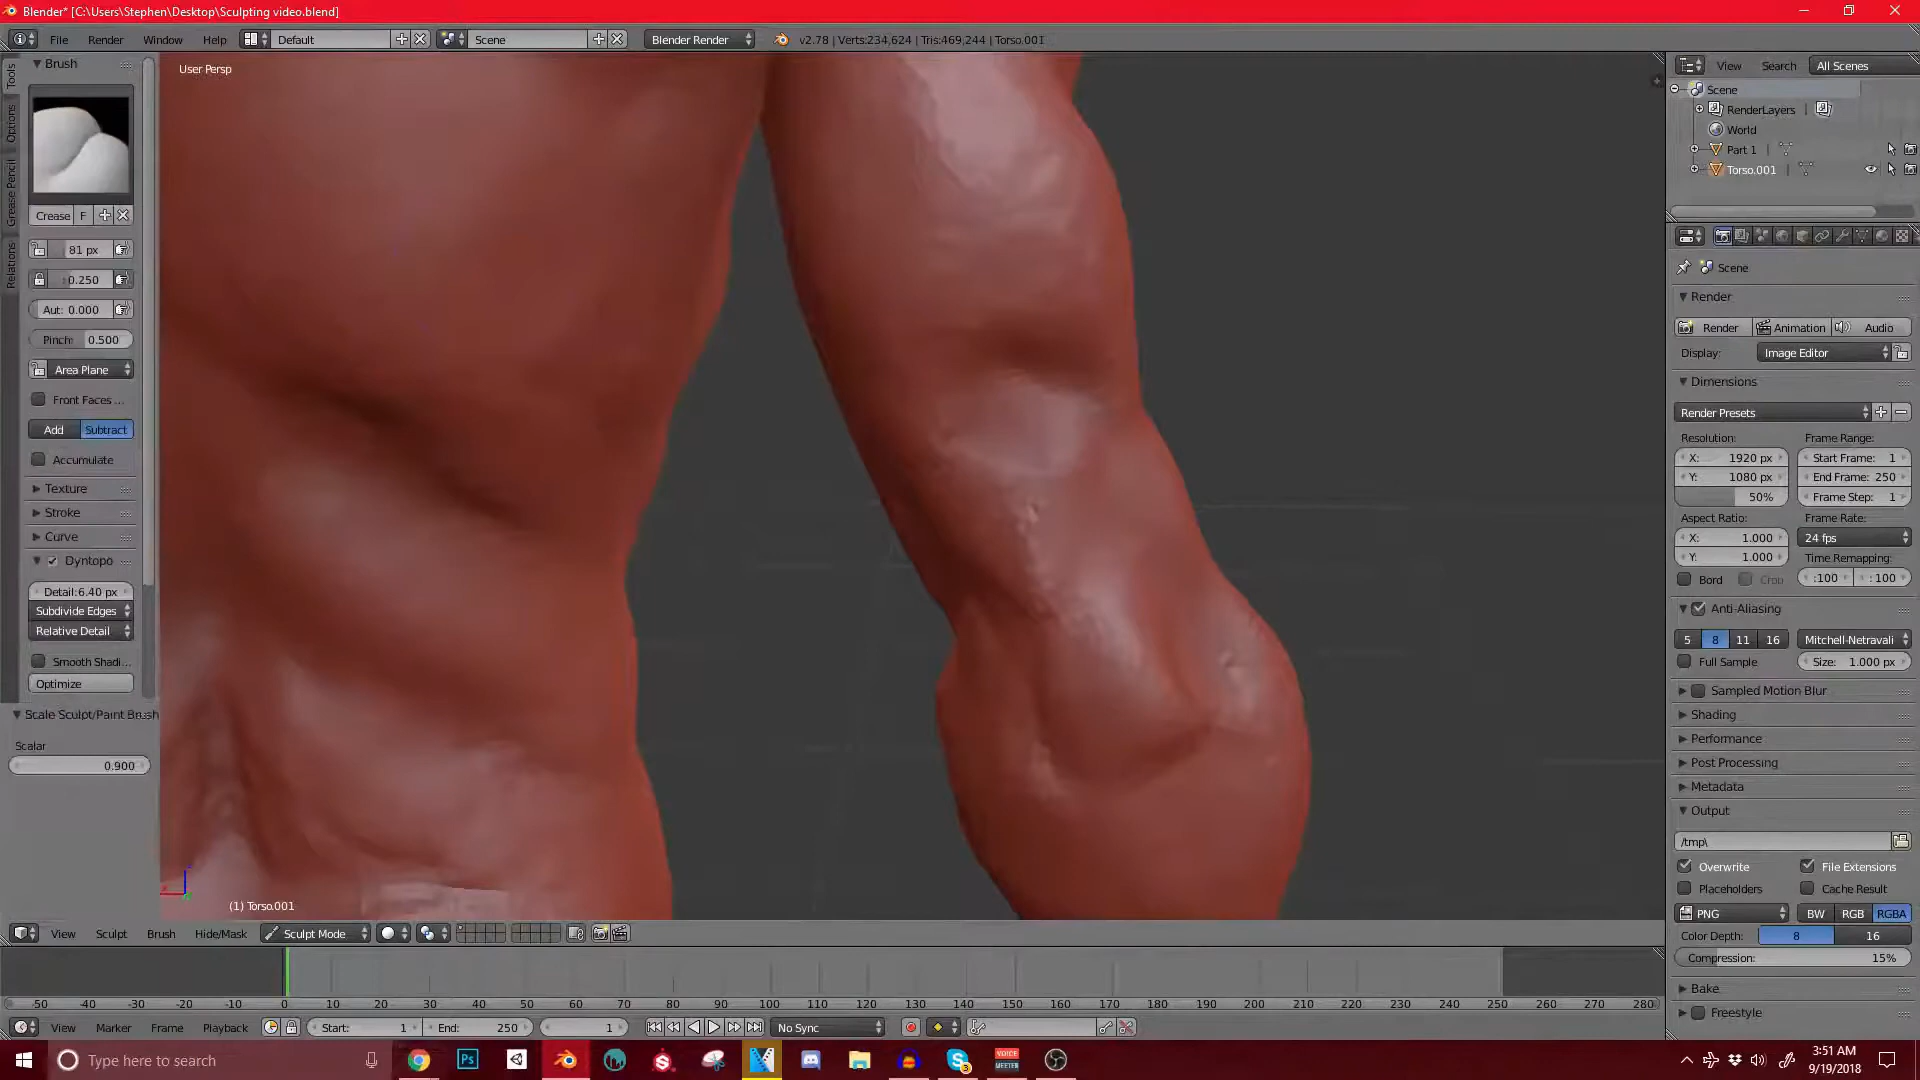 Blender* [C:\Users\Stephen\Desktop\Sculpting video.blend]
File Render Window Help Default Scene Blender Render v2.78 | Verts:234,624 | Tris:469,244 | Torso.001
Brush
User Persp
Tools
Options
Grease Pencil
Relations
Crease F
81 px
0.250
Aut: 0.000
Pinch: 0.500
Area Plane
Front Faces ...
Add Subtract
Accumulate
Texture
Stroke
Curve
Dyntopo
Detail:6.40 px
Subdivide Edges
Relative Detail
Smooth Shadi...
Optimize
Scale Sculpt/Paint Brush
Scalar
0.900
(1) Torso.001
View Sculpt Brush Hide/Mask Sculpt Mode
-50 -40 -30 -20 -10 0 10 20 30 40 50 60 70 80 90 100 110 120 130 140 150 160 170 180 190 200 210 220 230 240 250 260 270 280
View Marker Frame Playback Start: 1 End: 250 1 No Sync
View Search All Scenes
Scene
RenderLayers
World
Part 1
Torso.001
Scene
Render
Render Animation Audio
Display: Image Editor
Dimensions
Render Presets
Resolution: Frame Range:
X: 1920 px Start Frame: 1
Y: 1080 px End Frame: 250
50% Frame Step: 1
Aspect Ratio: Frame Rate:
X: 1.000 24 fps
Y: 1.000 Time Remapping:
Bord Crop :100 :100
Anti-Aliasing
5 8 11 16 Mitchell-Netravali
Full Sample Size: 1.000 px
Sampled Motion Blur
Shading
Performance
Post Processing
Metadata
Output
/tmp\
Overwrite File Extensions
Placeholders Cache Result
PNG BW RGB RGBA
Color Depth: 8 16
Compression: 15%
Bake
Freestyle
Type here to search
Ps
VOICE MEETER
3
3:51 AM
9/19/2018